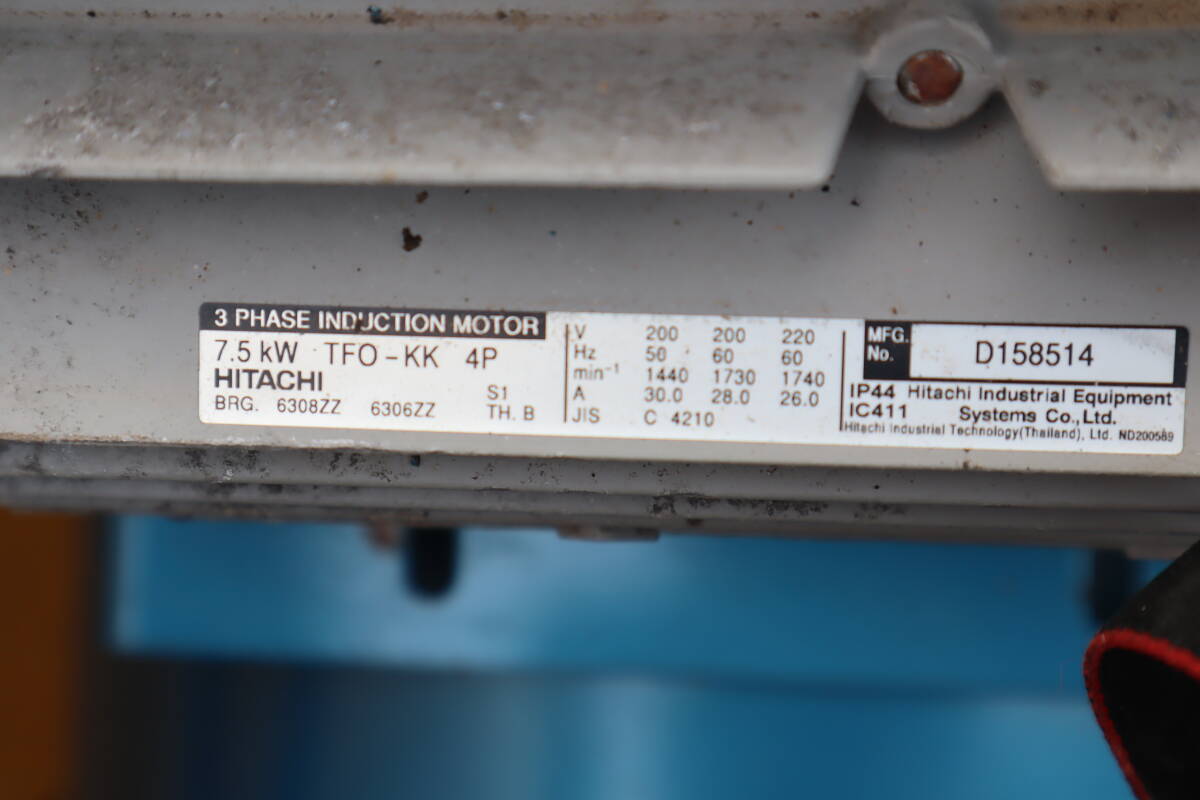 3 PHASE INDUCTION MOTOR
7.5 kW TFO-KK 4P
HITACHI
S1
BRG. 6308ZZ 6306ZZ TH. B
V 200 200 220
Hz 50 60 60
min⁻¹ 1440 1730 1740
A 30.0 28.0 26.0
JIS C 4210
MFG. No. D158514
IP44 Hitachi Industrial Equipment
IC411 Systems Co.,Ltd.
Hitachi Industrial Technology(Thailand), Ltd. ND200589